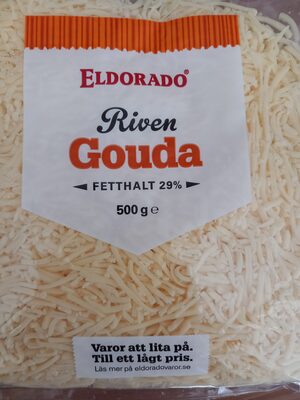 ELDORADO®
Riven
Gouda
FETTHALT 29%
500 g ℮
Varor att lita på.
Till ett lågt pris.
Läs mer på eldoradovaror.se